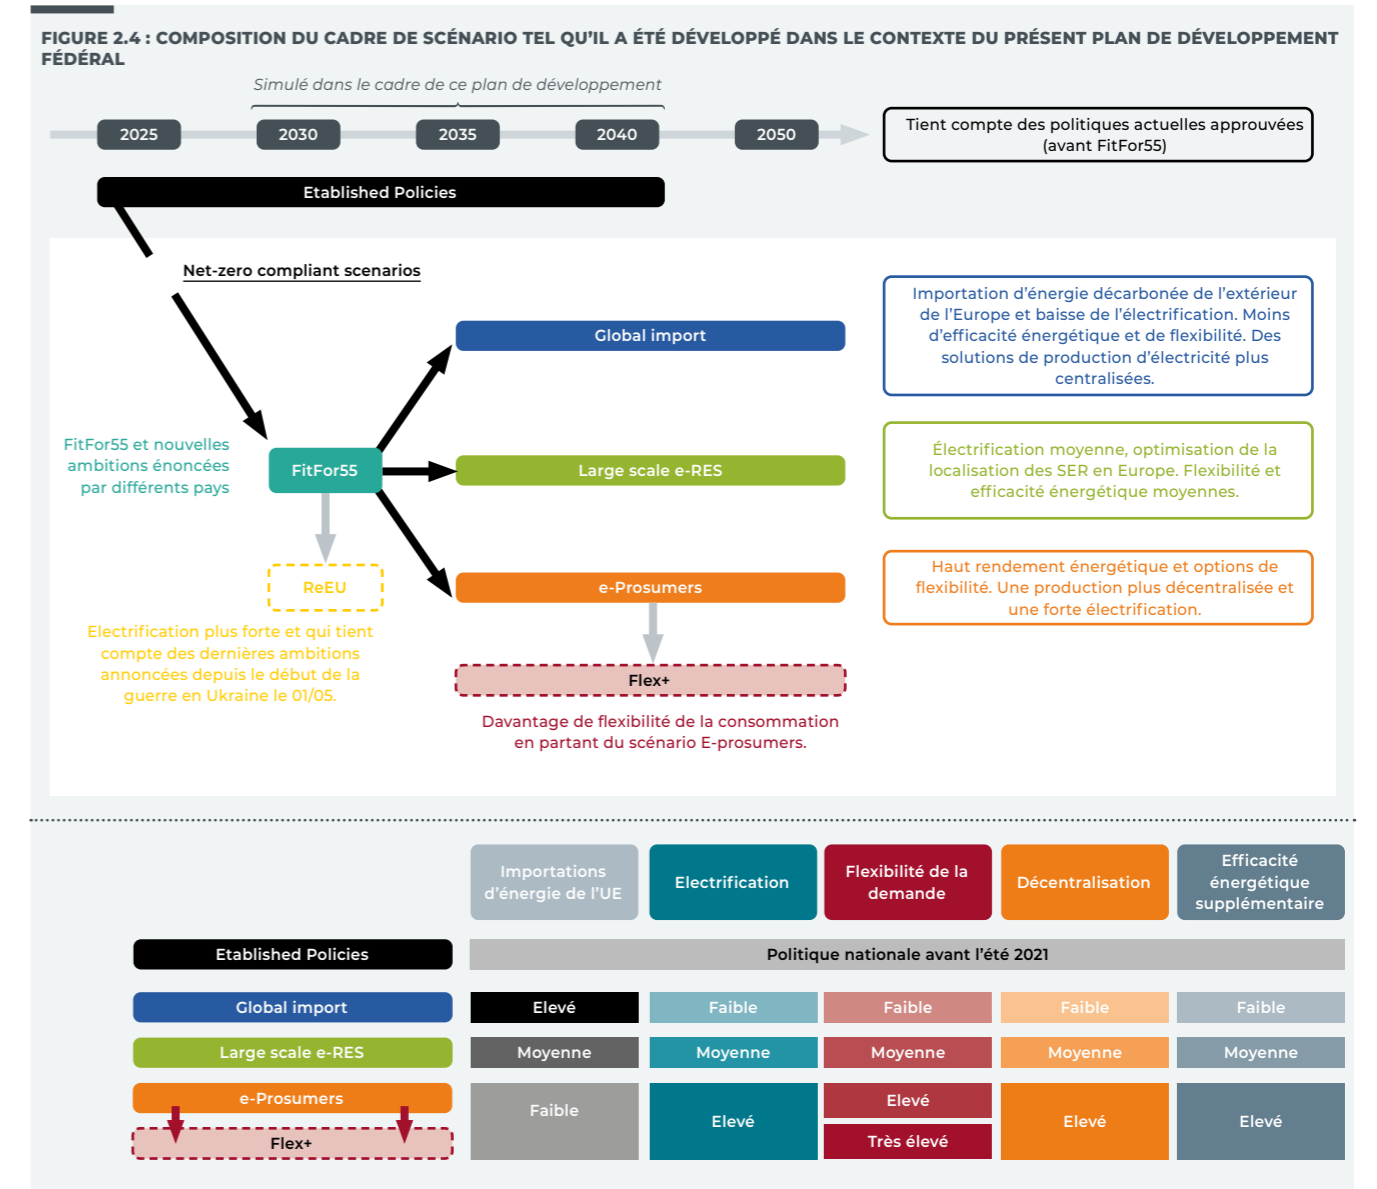 FIGURE 2.4 : COMPOSITION DU CADRE DE SCÉNARIO TEL QU'IL A ÉTÉ DÉVELOPPÉ DANS LE CONTEXTE DU PRÉSENT PLAN DE DÉVELOPPEMENT
FÉDÉRAL
Simulé dans le cadre de ce plan de développement
2025
2030
2035
2040
2050
Tient compte des politiques actuelles approuvées
(avant FitFor55)
Etablished Policies
Net-zero compliant scenarios
Global import
Importation d'énergie décarbonée de l'extérieur
de l'Europe et baisse de l'électrification. Moins
d'efficacité énergétique et de flexibilité. Des
solutions de production d'électricité plus
centralisées.
FitFor55 et nouvelles
ambitions énoncées
par différents pays
FitFor55
Large scale e-RES
Électrification moyenne, optimisation de la
localisation des SER en Europe. Flexibilité et
efficacité énergétique moyennes.
ReEU
Electrification plus forte et qui tient
compte des dernières ambitions
annoncées depuis le début de la
guerre en Ukraine le 01/05.
e-Prosumers
Haut rendement énergétique et options de
flexibilité. Une production plus décentralisée et
une forte électrification.
Flex+
Davantage de flexibilité de la consommation
en partant du scénario E-prosumers.
Importations
d'énergie de l'UE
Electrification
Flexibilité de la
demande
Décentralisation
Efficacité
énergétique
supplémentaire
Etablished Policies
Politique nationale avant l'été 2021
Global import
Elevé
Faible
Faible
Faible
Faible
Large scale e-RES
Moyenne
Moyenne
Moyenne
Moyenne
Moyenne
e-Prosumers
Flex+
Faible
Elevé
Elevé
Très élevé
Elevé
Elevé